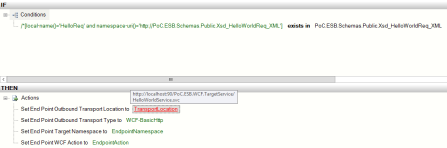 IF
Conditions
/*[local-name()='HelloReq' and namespace-uri()='http://PoC.ESB.Schemas.Public.Xsd_HelloWorldReq_XML'] exists in PoC.ESB.Schemas.Public.Xsd_HelloWorldReq_XML
THEN
http://localhost:90/PoC.ESB.WCF.TargetService/
HelloWorldService.svc
Actions
Set End Point Outbound Transport Location to TransportLocation
Set End Point Outbound Transport Type to WCF-BasicHttp
Set End Point Target Namespace to EndpointNamespace
Set End Point WCF Action to EndpointAction